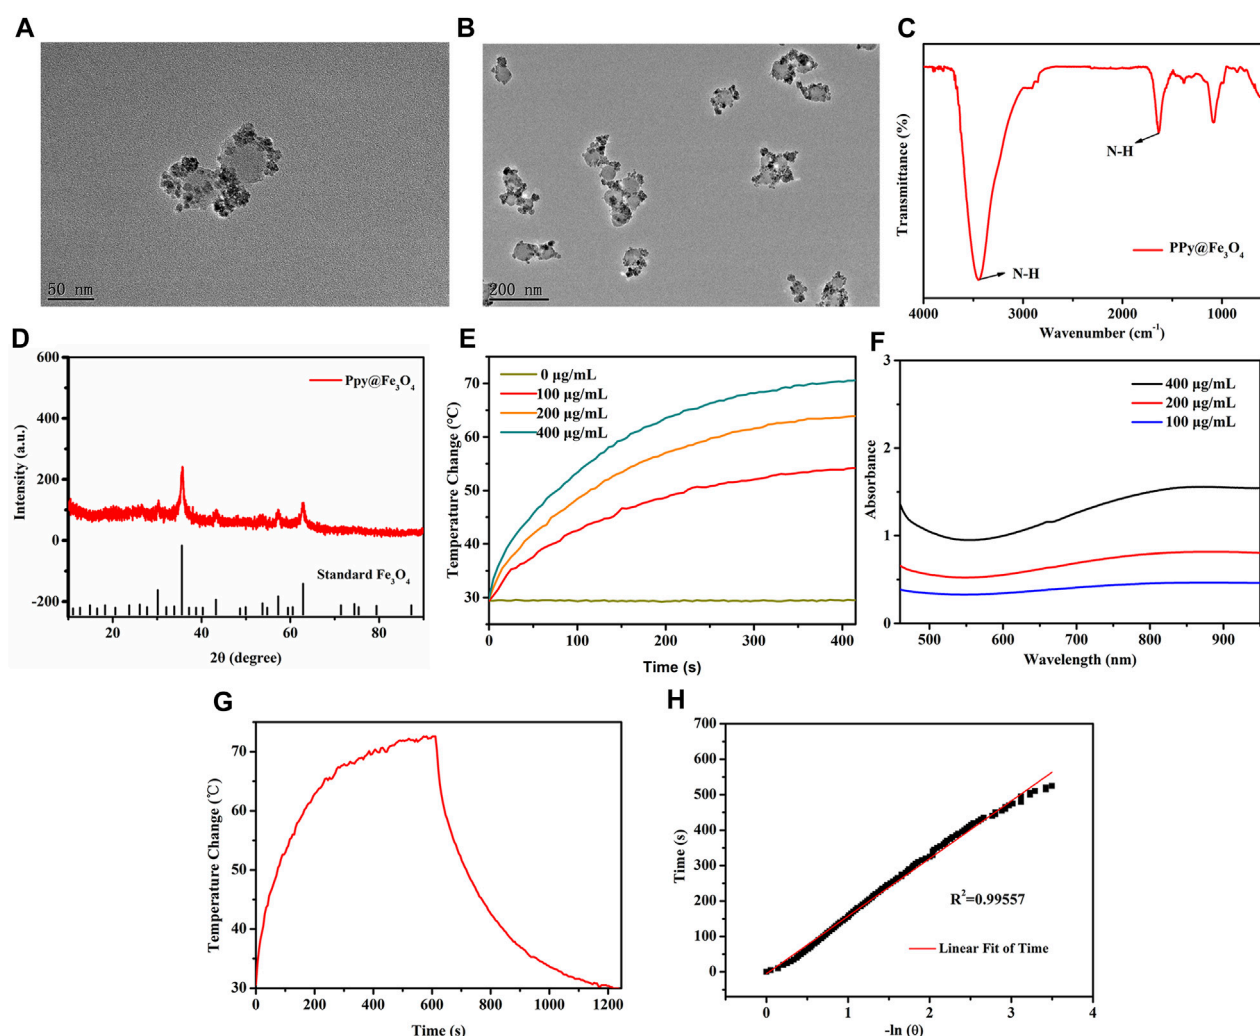 A
50 nm
B
200 nm
C
Transmittance (%)
N-H
N-H
PPy@Fe₃O₄
4000 3000 2000 1000
Wavenumber (cm⁻¹)
D
Intensity (a.u.)
600
400
200
0
-200
Ppy@Fe₃O₄
Standard Fe₃O₄
20 40 60 80
2θ (degree)
E
Temperature Change (℃)
70
60
50
40
30
0 µg/mL
100 µg/mL
200 µg/mL
400 µg/mL
0 100 200 300 400
Time (s)
F
Absorbance
3
2
1
0
400 µg/mL
200 µg/mL
100 µg/mL
500 600 700 800 900
Wavelength (nm)
G
Temperature Change (℃)
70
60
50
40
30
0 200 400 600 800 1000 1200
Time (s)
H
Time (s)
700
600
500
400
300
200
100
0
R²=0.99557
Linear Fit of Time
0 1 2 3 4
-ln (θ)